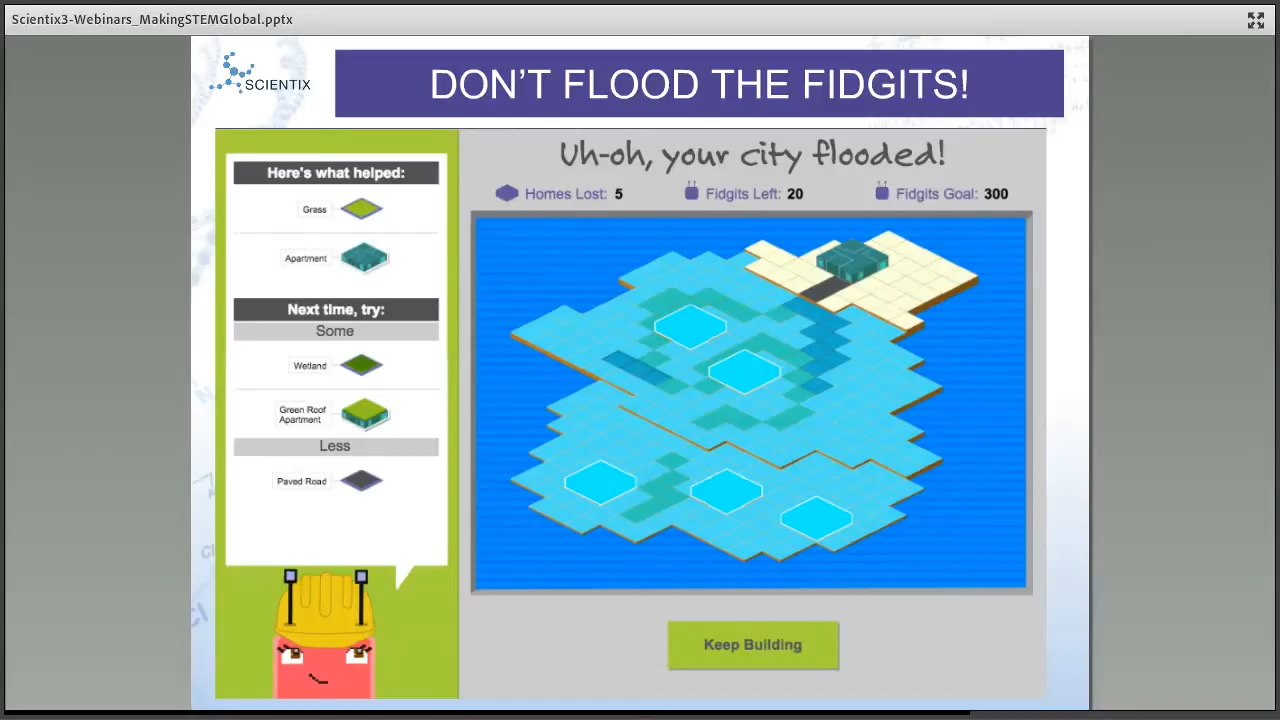 Scientix3-Webinars_MakingSTEMGlobal.pptx
SCIENTIX
DON'T FLOOD THE FIDGITS!
Here's what helped:
Grass
Apartment
Next time, try:
Some
Wetland
Green Roof
Apartment
Less
Paved Road
Uh-oh, your city flooded!
Homes Lost: 5
Fidgits Left: 20
Fidgits Goal: 300
Keep Building